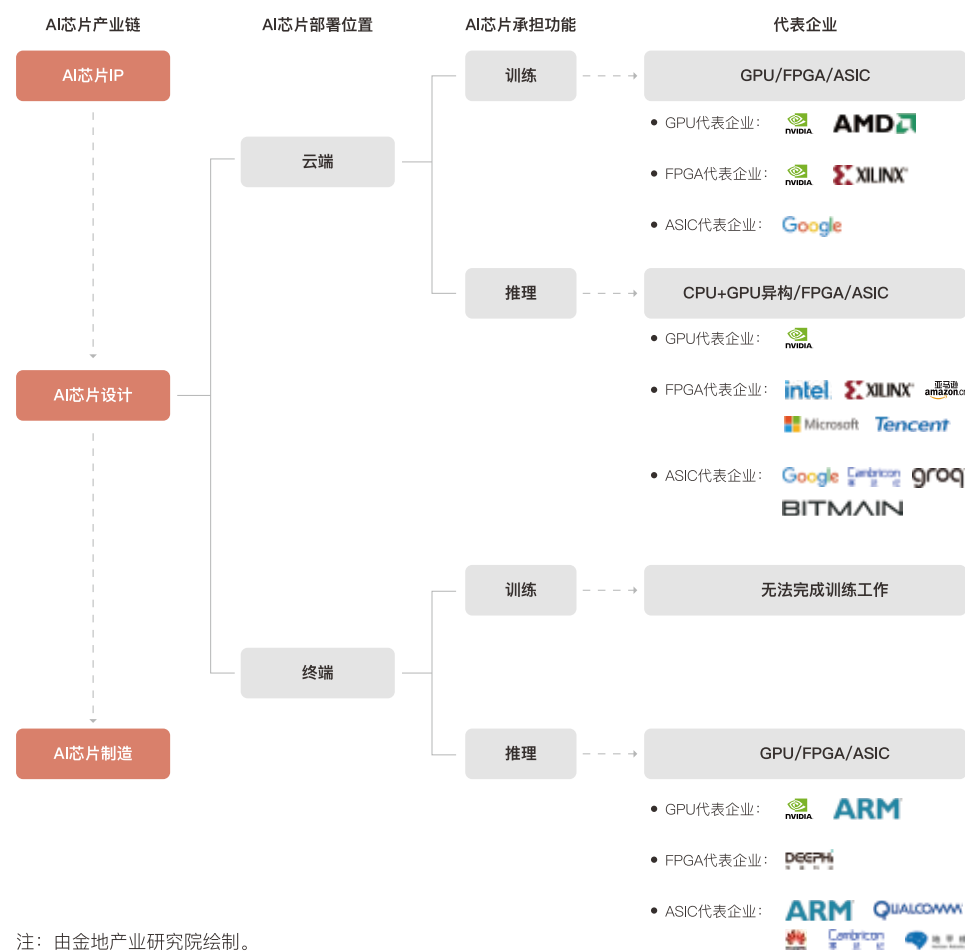 AI芯片产业链 AI芯片部署位置 AI芯片承担功能 代表企业
AI芯片IP
训练
GPU/FPGA/ASIC
GPU代表企业： NVIDIA AMD
云端
FPGA代表企业： NVIDIA XILINX
ASIC代表企业： Google
推理
CPU+GPU异构/FPGA/ASIC
GPU代表企业： NVIDIA
AI芯片设计
FPGA代表企业： intel XILINX 亚马逊 amazon.c
Microsoft Tencent
ASIC代表企业： Google Cambricon groq
BITMAIN
训练
无法完成训练工作
终端
AI芯片制造
推理
GPU/FPGA/ASIC
GPU代表企业： NVIDIA ARM
FPGA代表企业： DEEPHi
ASIC代表企业： ARM QUALCOMM
Cambricon
注：由金地产业研究院绘制。